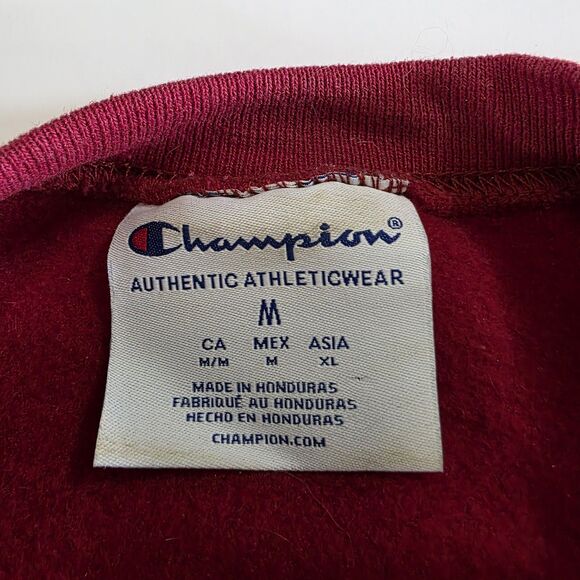 Champion®
AUTHENTIC ATHLETICWEAR
M
CA MEX ASIA
M/M M XL
MADE IN HONDURAS
FABRIQUÉ AU HONDURAS
HECHO EN HONDURAS
CHAMPION.COM